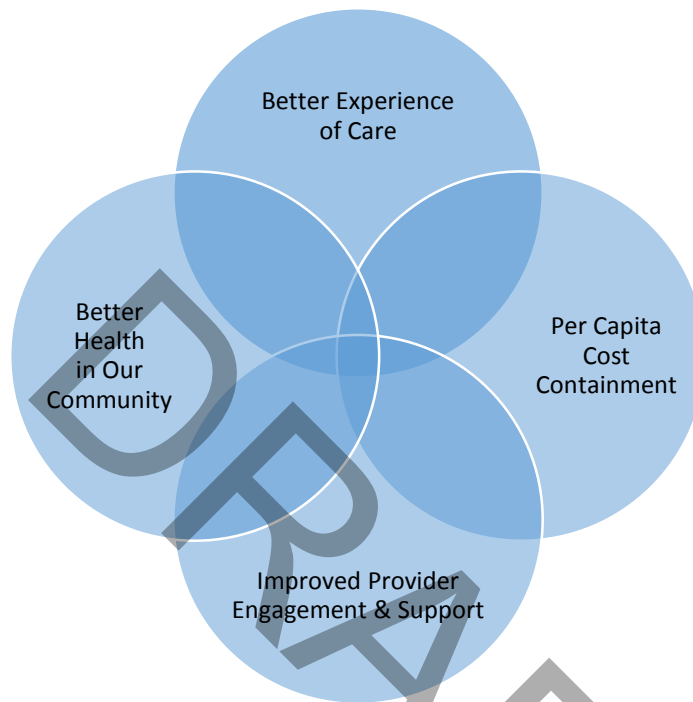 Better Experience
of Care
Better
Health
in Our
Community
Per Capita
Cost
Containment
Improved Provider
Engagement & Support
DRA